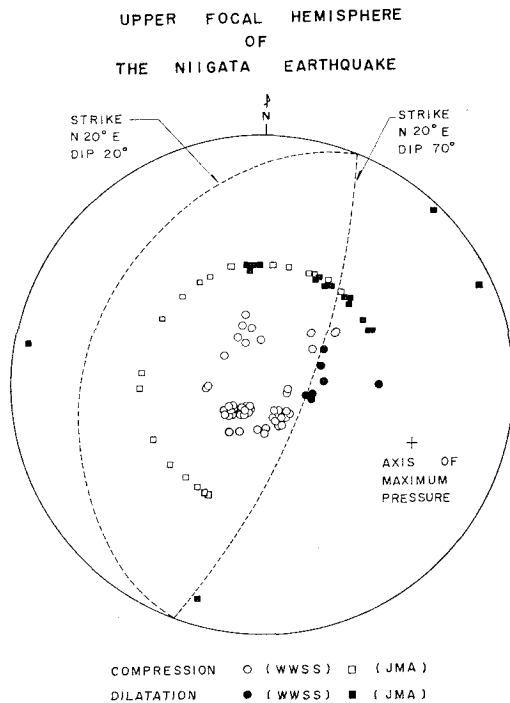 UPPER FOCAL HEMISPHERE
OF
THE NIIGATA EARTHQUAKE
N
STRIKE
N 20° E
DIP 20°
STRIKE
N 20° E
DIP 70°
AXIS OF
MAXIMUM
PRESSURE
COMPRESSION ○ (WWSS) □ (JMA)
DILATATION ● (WWSS) ■ (JMA)